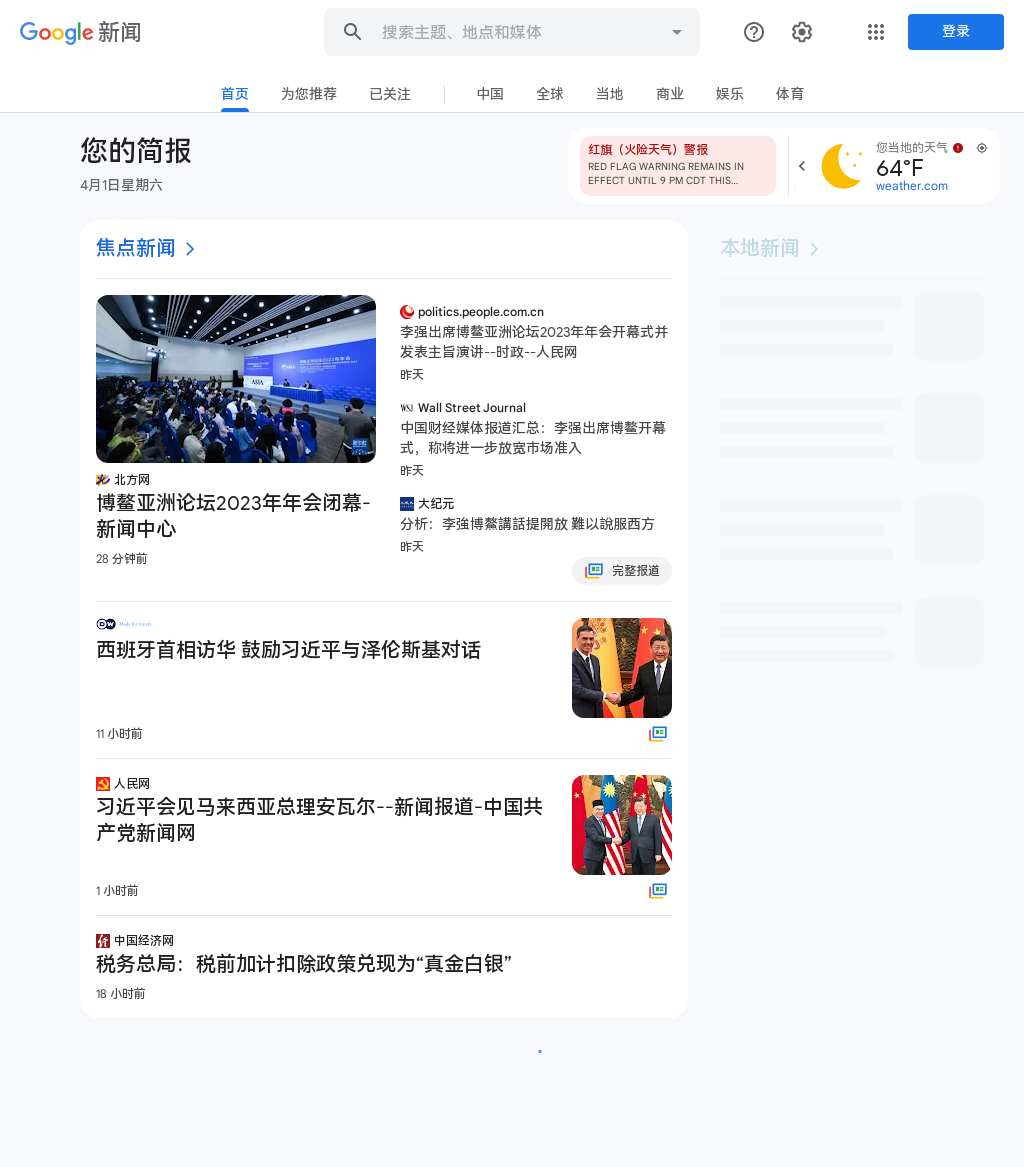 Google 新闻
搜索主题、地点和媒体
登录
首页 为您推荐 已关注 中国 全球 当地 商业 娱乐 体育
您的简报
4月1日星期六
红旗（火险天气）警报
RED FLAG WARNING REMAINS IN
EFFECT UNTIL 9 PM CDT THIS…
您当地的天气
64°F
weather.com
焦点新闻
北方网
博鳌亚洲论坛2023年年会闭幕-
新闻中心
28 分钟前
politics.people.com.cn
李强出席博鳌亚洲论坛2023年年会开幕式并
发表主旨演讲--时政--人民网
昨天
WSJ Wall Street Journal
中国财经媒体报道汇总：李强出席博鳌开幕
式，称将进一步放宽市场准入
昨天
大纪元
分析：李強博鰲講話提開放 難以說服西方
昨天
完整报道
DW Made for minds
西班牙首相访华 鼓励习近平与泽伦斯基对话
11 小时前
人民网
习近平会见马来西亚总理安瓦尔--新闻报道-中国共
产党新闻网
1 小时前
中国经济网
税务总局：税前加计扣除政策兑现为“真金白银”
18 小时前
本地新闻